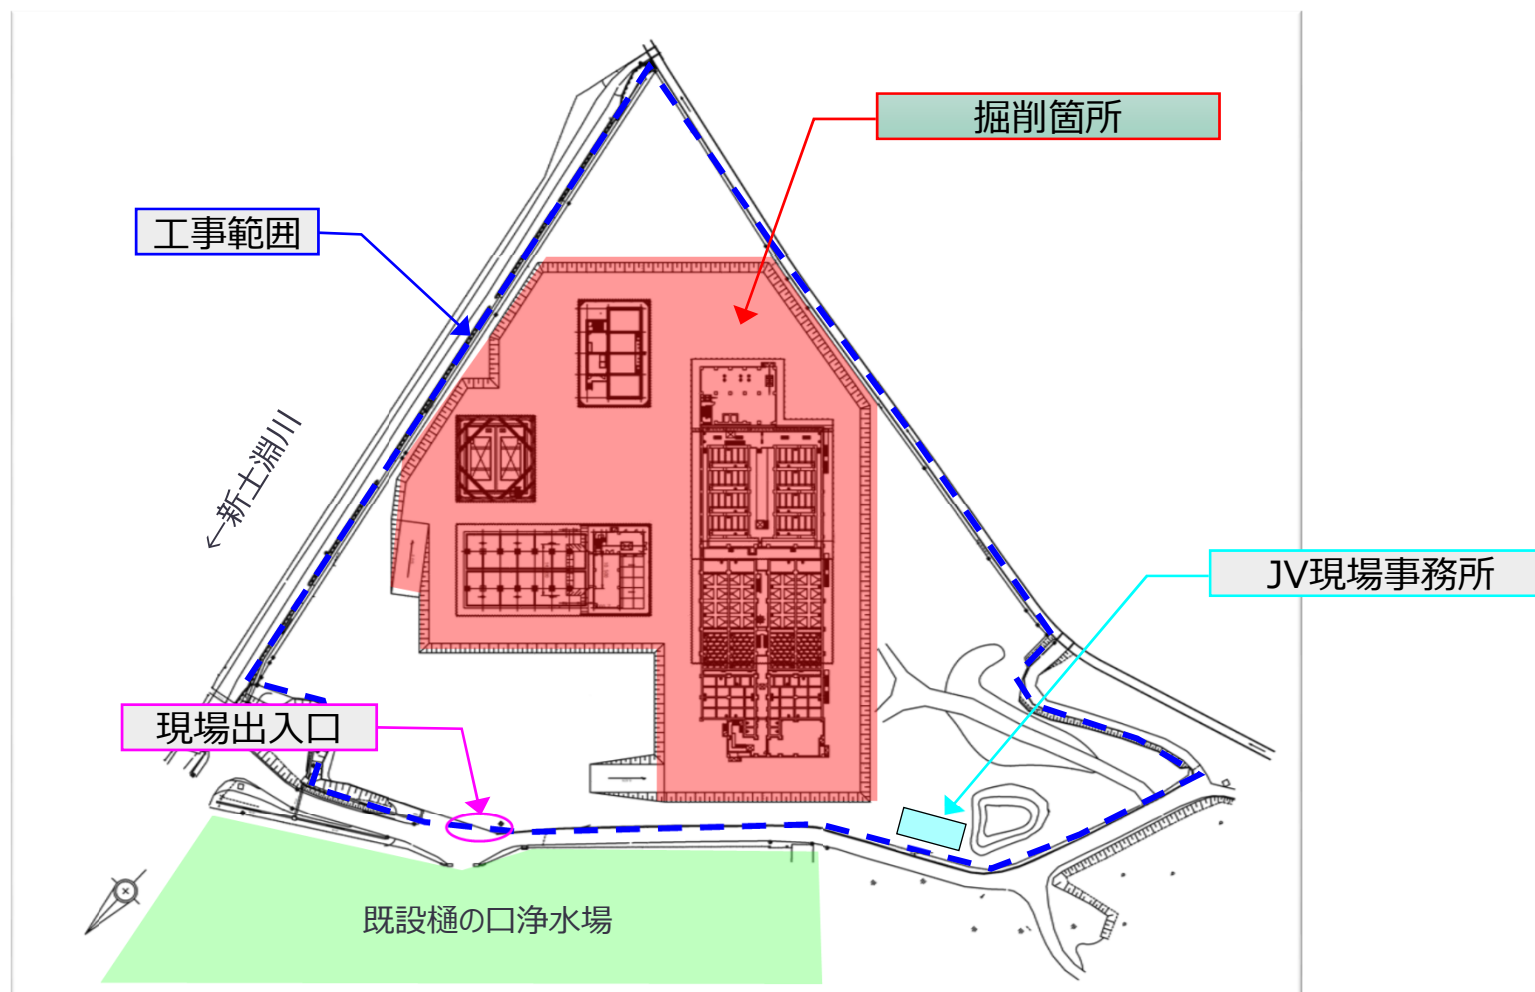 掘削箇所
工事範囲
←新土淵川
JV現場事務所
現場出入口
既設樋の口浄水場